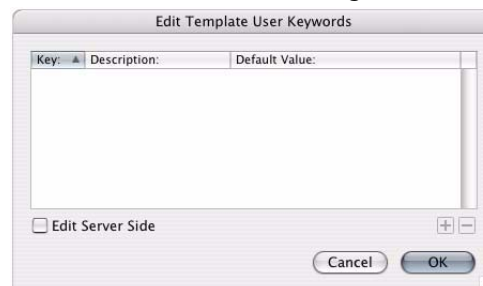 Edit Template User Keywords
Key: Description: Default Value:
Edit Server Side
Cancel OK